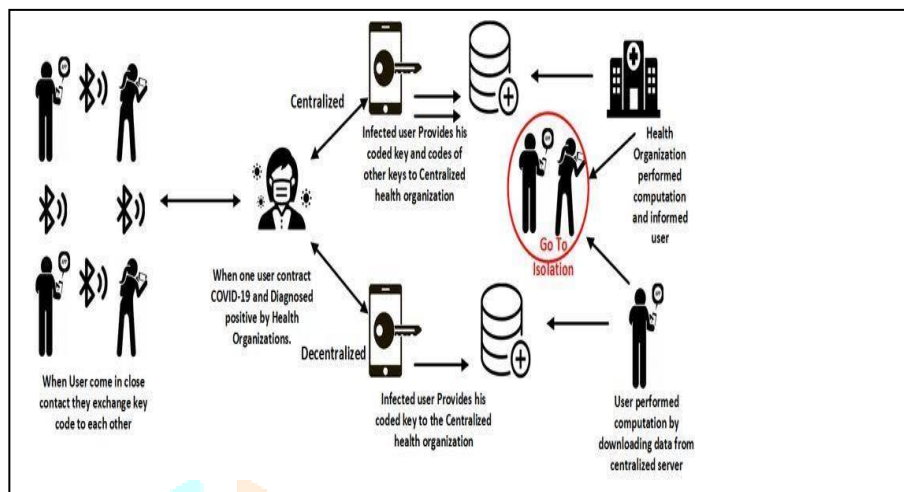 When User come in close
contact they exchange key
code to each other
When one user contract
COVID-19 and Diagnosed
positive by Health
Organizations.
Centralized
Infected user Provides his
coded key and codes of
other keys to Centralized
health organization
Decentralized
Infected user Provides his
coded key to the Centralized
health organization
Go To
Isolation
Health
Organization
performed
computation
and informed
user
User performed
computation by
downloading data from
centralized server